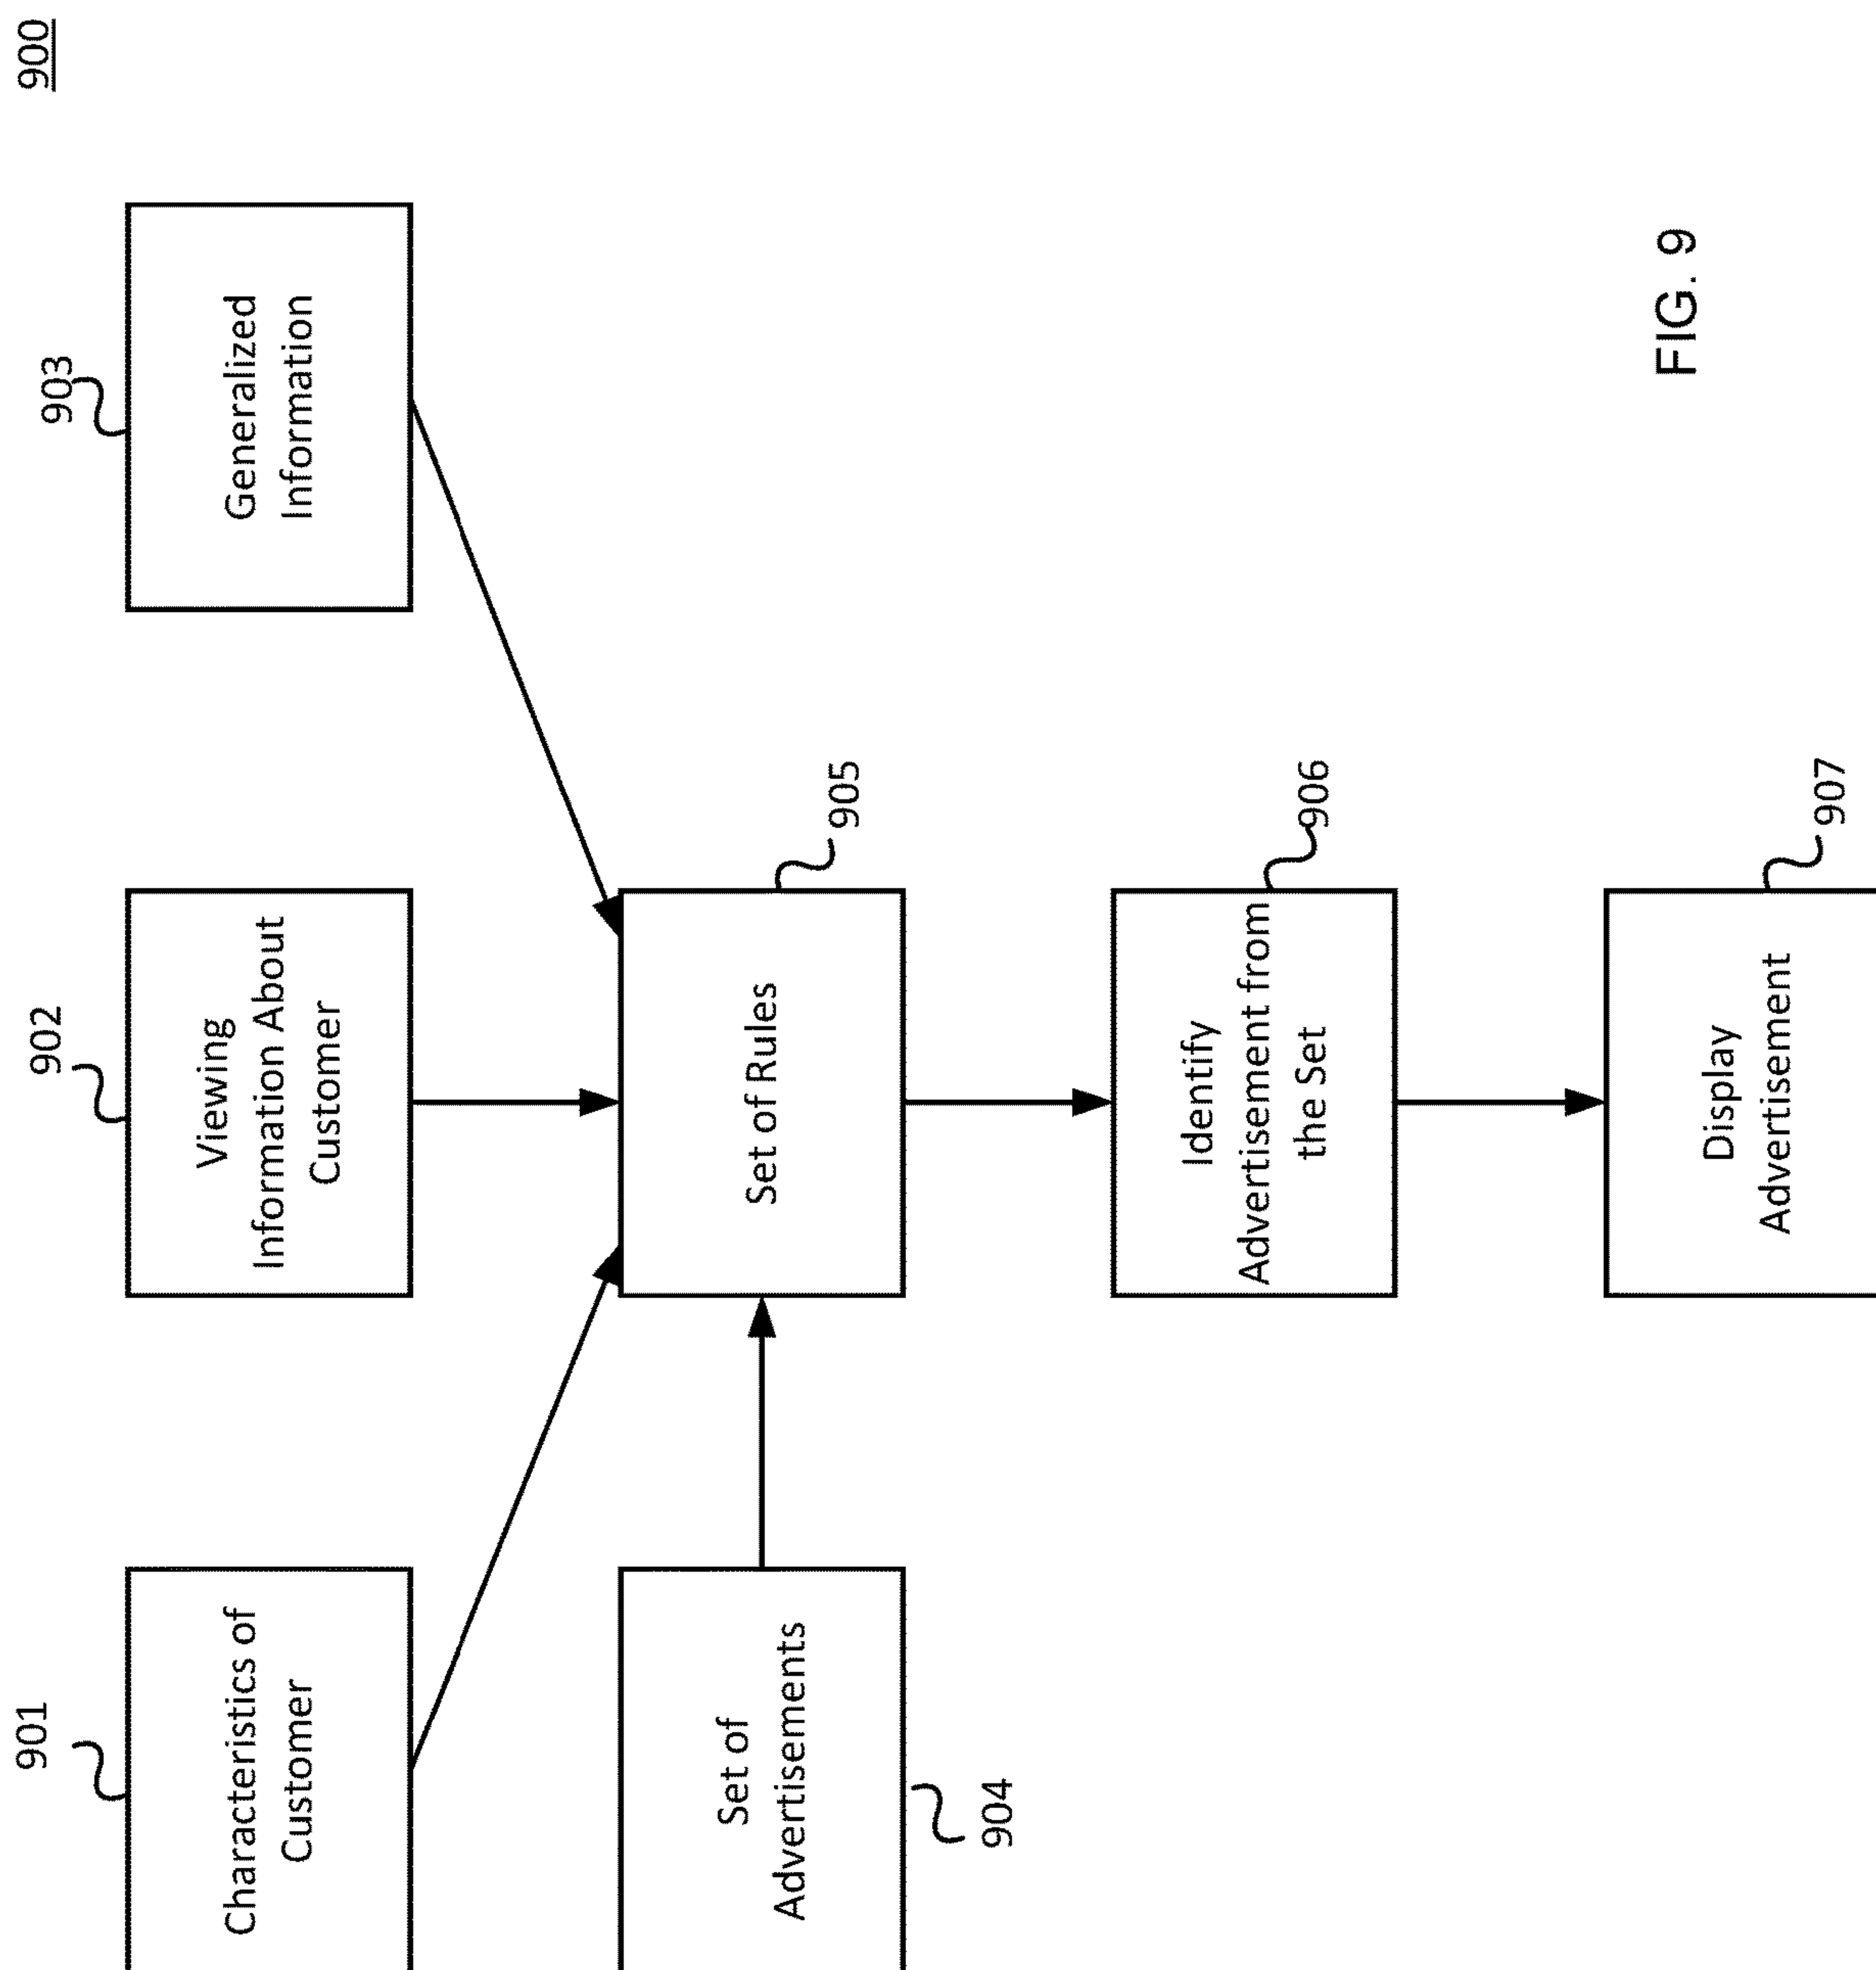 900
901
902
903
Characteristics of
Customer
Viewing
Information About
Customer
Generalized
Information
Set of
Advertisements
904
Set of Rules
905
Identify
Advertisement from
the Set
906
Display
Advertisement
907
FIG. 9